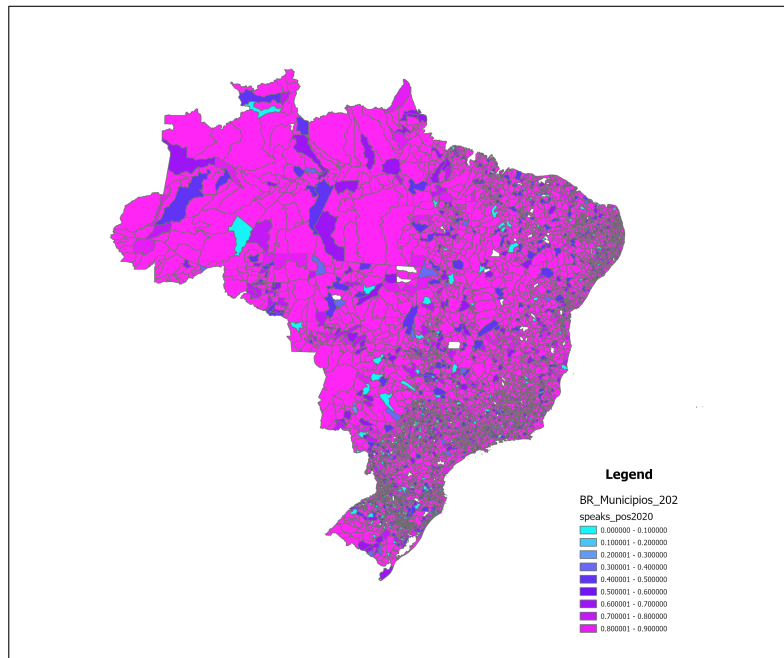 Legend
BR_Municipios_202
speaks_pos2020
0.000000 - 0.100000
0.100001 - 0.200000
0.200001 - 0.300000
0.300001 - 0.400000
0.400001 - 0.500000
0.500001 - 0.600000
0.600001 - 0.700000
0.700001 - 0.800000
0.800001 - 0.900000